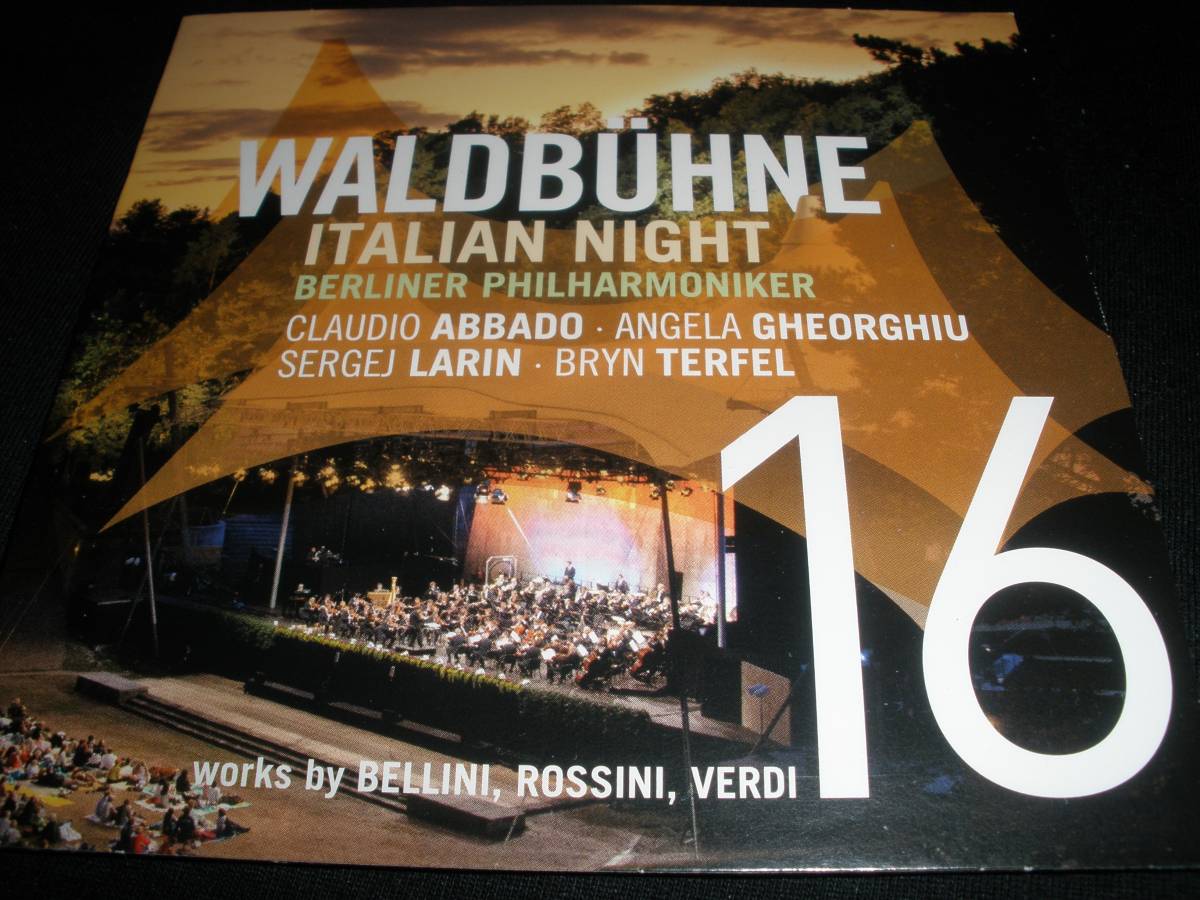 WALDBÜHNE
ITALIAN NIGHT
BERLINER PHILHARMONIKER
CLAUDIO ABBADO · ANGELA GHEORGHIU
SERGEJ LARIN · BRYN TERFEL
16
works by BELLINI, ROSSINI, VERDI